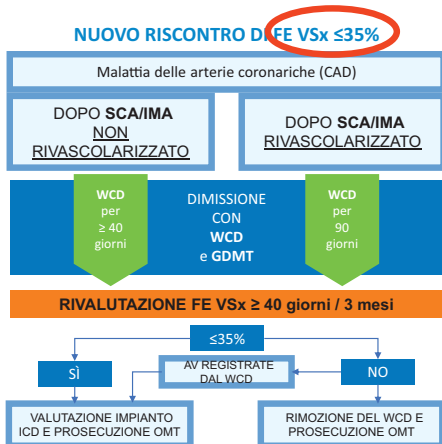 NUOVO RISCONTRO DI FE VSx ≤35%
Malattia delle arterie coronariche (CAD)
DOPO SCA/IMA
NON
RIVASCOLARIZZATO
DOPO SCA/IMA
RIVASCOLARIZZATO
WCD
per
≥ 40
giorni
DIMISSIONE
CON
WCD
e GDMT
WCD
per
90
giorni
RIVALUTAZIONE FE VSx ≥ 40 giorni / 3 mesi
≤35%
SÌ
AV REGISTRATE
DAL WCD
NO
VALUTAZIONE IMPIANTO
ICD E PROSECUZIONE OMT
RIMOZIONE DEL WCD E
PROSECUZIONE OMT